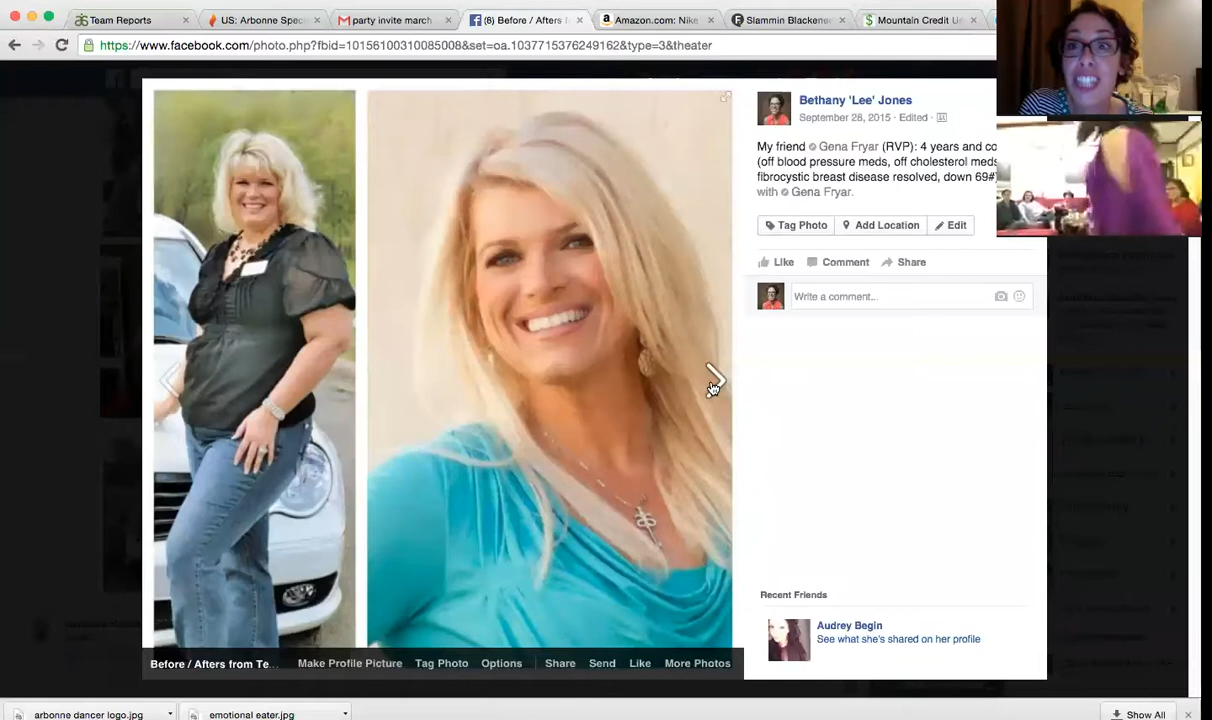 Team Reports
US: Arbonne Spec
party invite march
(6) Before / Afters f
Amazon.com: Nike
Slammin Blackene
Mountain Credit U
https://www.facebook.com/photo.php?fbid=10156100310085008&set=oa.1037715376249162&type=3&theater
Bethany 'Lee' Jones
September 28, 2015 · Edited ·
My friend Gena Fryar (RVP): 4 years and co
(off blood pressure meds, off cholesterol meds
fibrocystic breast disease resolved, down 69#)
with Gena Fryar.
Tag Photo Add Location Edit
Like Comment Share
Write a comment...
Recent Friends
Audrey Begin
See what she's shared on her profile
Before / Afters from Te... Make Profile Picture Tag Photo Options Share Send Like More Photos
arbonne dancer logo.jpg emotional eater.jpg Show All